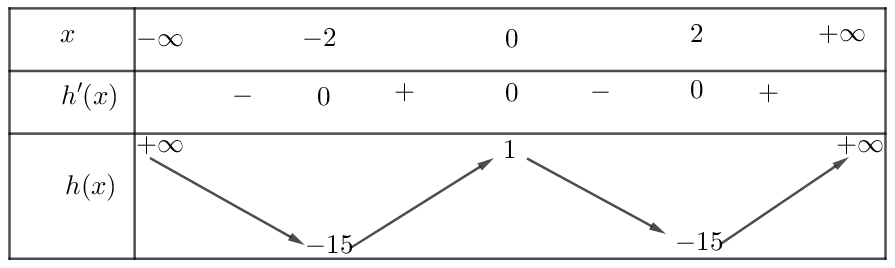 x −∞ −2 0 2 +∞
h′(x) − 0 + 0 − 0 +
+∞ 1 +∞
h(x)
−15 −15